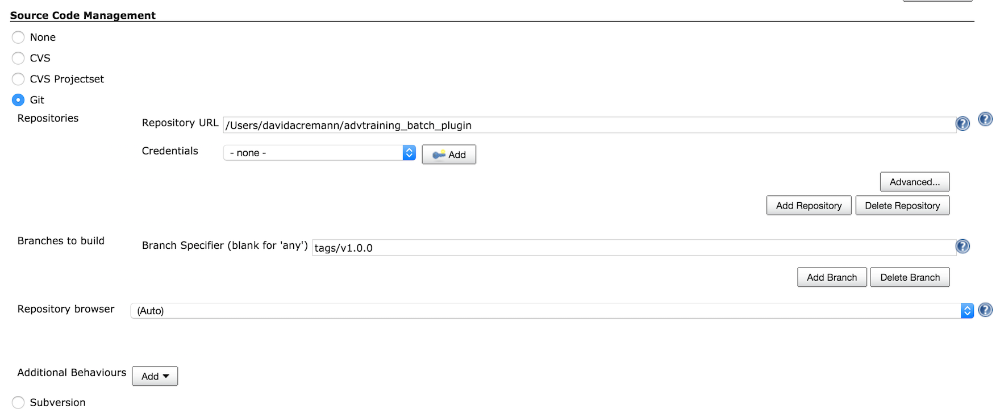 Source Code Management
None
CVS
CVS Projectset
Git
Repositories
Repository URL /Users/davidacremann/advtraining_batch_plugin ? ?
Credentials - none - Add
Advanced...
Add Repository Delete Repository
Branches to build
Branch Specifier (blank for 'any') tags/v1.0.0 ?
Add Branch Delete Branch
Repository browser (Auto) ?
Additional Behaviours Add
Subversion